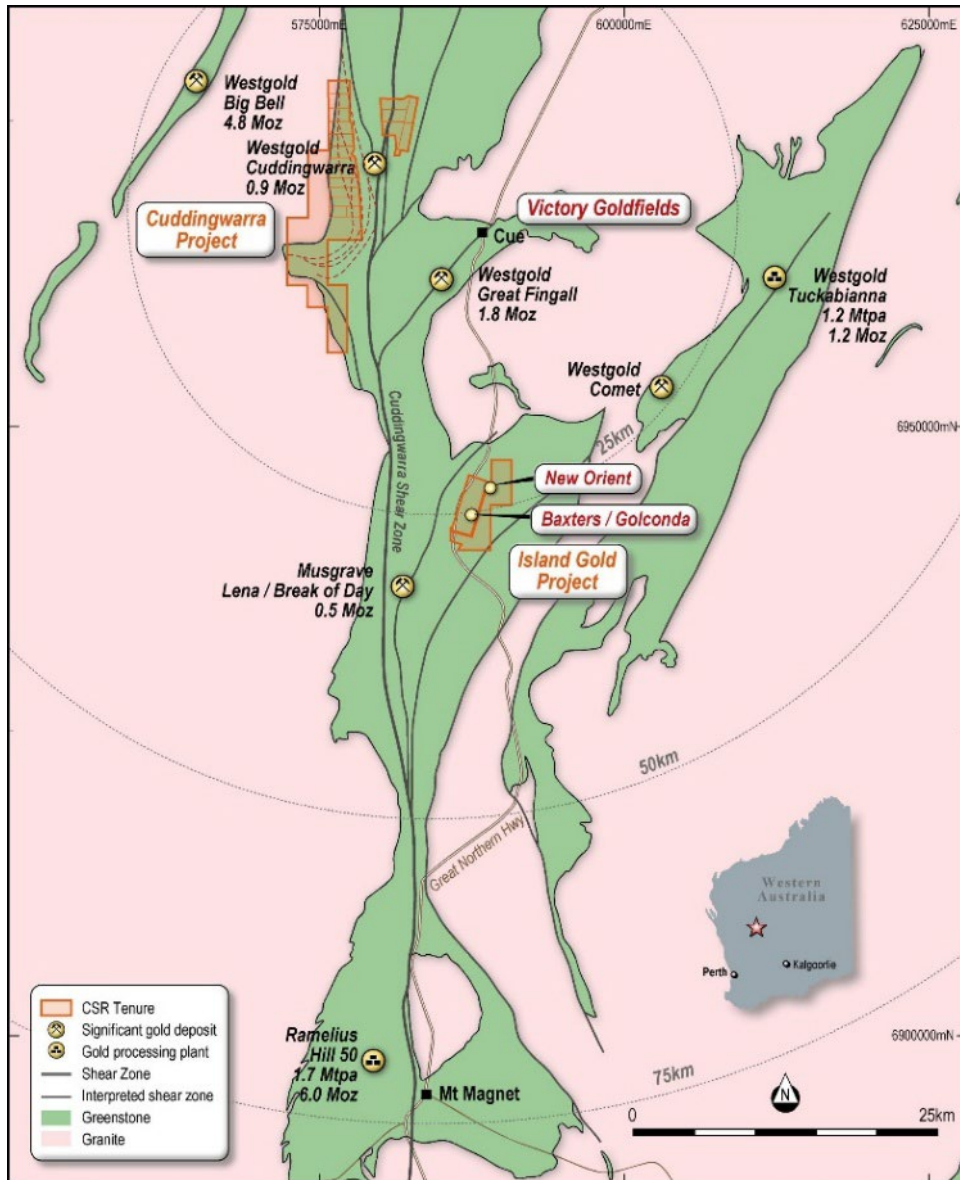 575000mE
600000mE
625000mE
Westgold
Big Bell
4.8 Moz
Westgold
Cuddingwarra
0.9 Moz
Cuddingwarra
Project
Victory Goldfields
Cue
Westgold
Great Fingall
1.8 Moz
Westgold
Tuckabianna
1.2 Mtpa
1.2 Moz
Westgold
Comet
Cuddingwarra Shear Zone
25km
6950000mN
New Orient
Baxters / Golconda
Island Gold
Project
Musgrave
Lena / Break of Day
0.5 Moz
50km
Great Northern Hwy
Western
Australia
Perth
Kalgoorlie
CSR Tenure
Significant gold deposit
Gold processing plant
Shear Zone
Interpreted shear zone
Greenstone
Granite
Ramelius
Hill 50
1.7 Mtpa
6.0 Moz
Mt Magnet
6900000mN
75km
N
0
25km